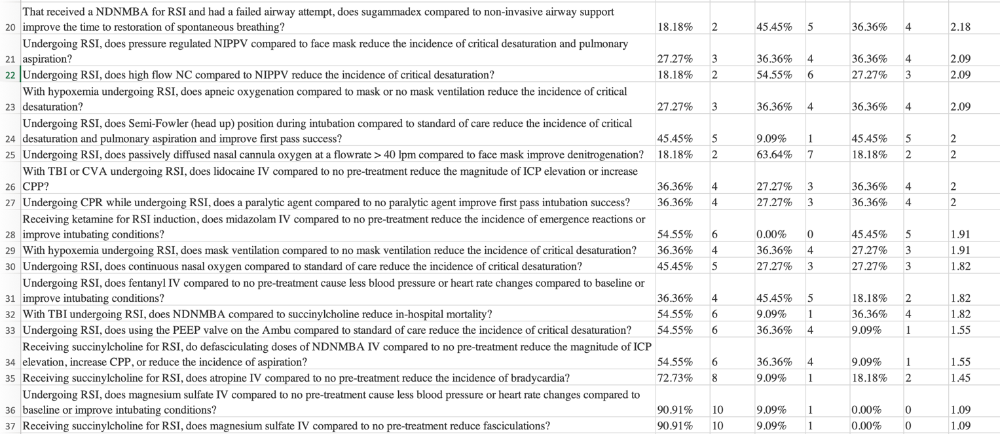 That received a NDNMBA for RSI and had a failed airway attempt, does sugammadex compared to non-invasive airway support
20 improve the time to restoration of spontaneous breathing? 18.18% 2 45.45% 5 36.36% 4 2.18
Undergoing RSI, does pressure regulated NIPPV compared to face mask reduce the incidence of critical desaturation and pulmonary
21 aspiration? 27.27% 3 36.36% 4 36.36% 4 2.09
22 Undergoing RSI, does high flow NC compared to NIPPV reduce the incidence of critical desaturation? 18.18% 2 54.55% 6 27.27% 3 2.09
With hypoxemia undergoing RSI, does apneic oxygenation compared to mask or no mask ventilation reduce the incidence of critical
23 desaturation? 27.27% 3 36.36% 4 36.36% 4 2.09
Undergoing RSI, does Semi-Fowler (head up) position during intubation compared to standard of care reduce the incidence of critical
24 desaturation and pulmonary aspiration and improve first pass success? 45.45% 5 9.09% 1 45.45% 5 2
25 Undergoing RSI, does passively diffused nasal cannula oxygen at a flowrate > 40 lpm compared to face mask improve denitrogenation? 18.18% 2 63.64% 7 18.18% 2 2
With TBI or CVA undergoing RSI, does lidocaine IV compared to no pre-treatment reduce the magnitude of ICP elevation or increase
26 CPP? 36.36% 4 27.27% 3 36.36% 4 2
27 Undergoing CPR while undergoing RSI, does a paralytic agent compared to no paralytic agent improve first pass intubation success? 36.36% 4 27.27% 3 36.36% 4 2
Receiving ketamine for RSI induction, does midazolam IV compared to no pre-treatment reduce the incidence of emergence reactions or
28 improve intubating conditions? 54.55% 6 0.00% 0 45.45% 5 1.91
29 With hypoxemia undergoing RSI, does mask ventilation compared to no mask ventilation reduce the incidence of critical desaturation? 36.36% 4 36.36% 4 27.27% 3 1.91
30 Undergoing RSI, does continuous nasal oxygen compared to standard of care reduce the incidence of critical desaturation? 45.45% 5 27.27% 3 27.27% 3 1.82
Undergoing RSI, does fentanyl IV compared to no pre-treatment cause less blood pressure or heart rate changes compared to baseline or
31 improve intubating conditions? 36.36% 4 45.45% 5 18.18% 2 1.82
32 With TBI undergoing RSI, does NDNMBA compared to succinylcholine reduce in-hospital mortality? 54.55% 6 9.09% 1 36.36% 4 1.82
33 Undergoing RSI, does using the PEEP valve on the Ambu compared to standard of care reduce the incidence of critical desaturation? 54.55% 6 36.36% 4 9.09% 1 1.55
Receiving succinylcholine for RSI, do defasciculating doses of NDNMBA IV compared to no pre-treatment reduce the magnitude of ICP
34 elevation, increase CPP, or reduce the incidence of aspiration? 54.55% 6 36.36% 4 9.09% 1 1.55
35 Receiving succinylcholine for RSI, does atropine IV compared to no pre-treatment reduce the incidence of bradycardia? 72.73% 8 9.09% 1 18.18% 2 1.45
Undergoing RSI, does magnesium sulfate IV compared to no pre-treatment cause less blood pressure or heart rate changes compared to
36 baseline or improve intubating conditions? 90.91% 10 9.09% 1 0.00% 0 1.09
37 Receiving succinylcholine for RSI, does magnesium sulfate IV compared to no pre-treatment reduce fasciculations? 90.91% 10 9.09% 1 0.00% 0 1.09